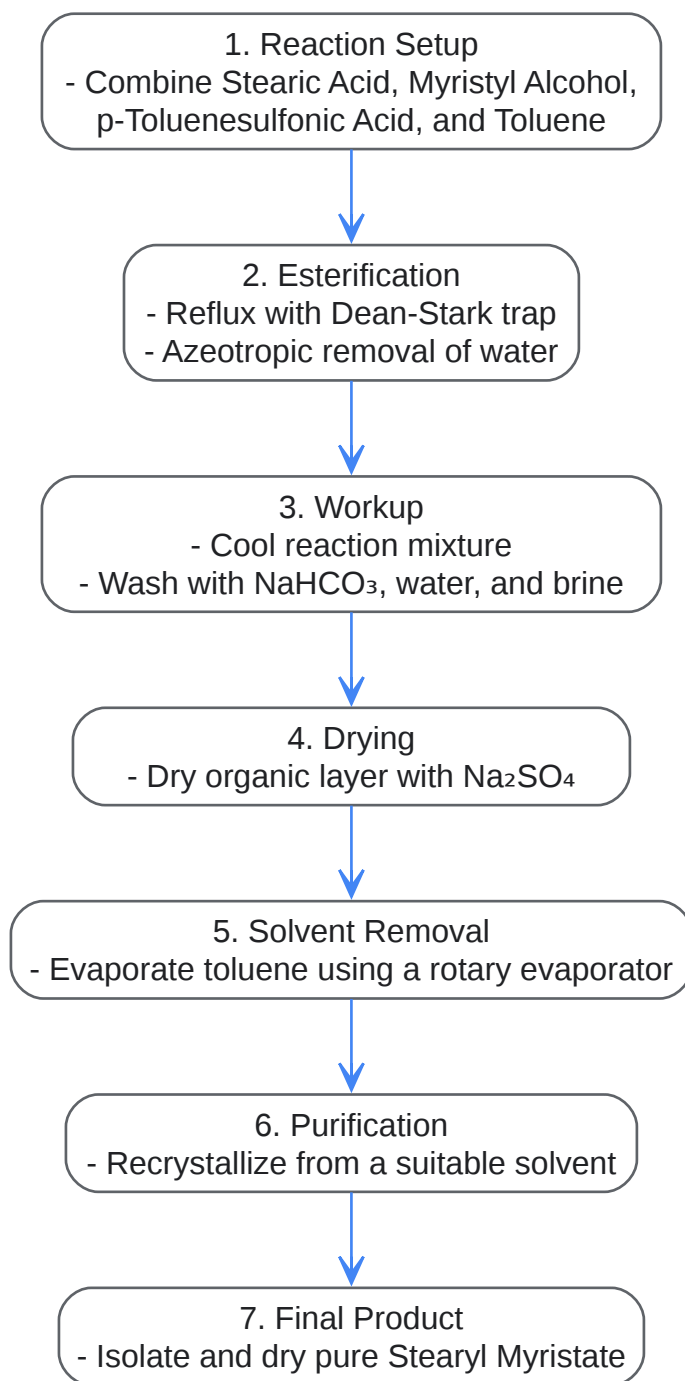 1. Reaction Setup
- Combine Stearic Acid, Myristyl Alcohol,
p-Toluenesulfonic Acid, and Toluene
2. Esterification
- Reflux with Dean-Stark trap
- Azeotropic removal of water
3. Workup
- Cool reaction mixture
- Wash with NaHCO₃, water, and brine
4. Drying
- Dry organic layer with Na₂SO₄
5. Solvent Removal
- Evaporate toluene using a rotary evaporator
6. Purification
- Recrystallize from a suitable solvent
7. Final Product
- Isolate and dry pure Stearyl Myristate